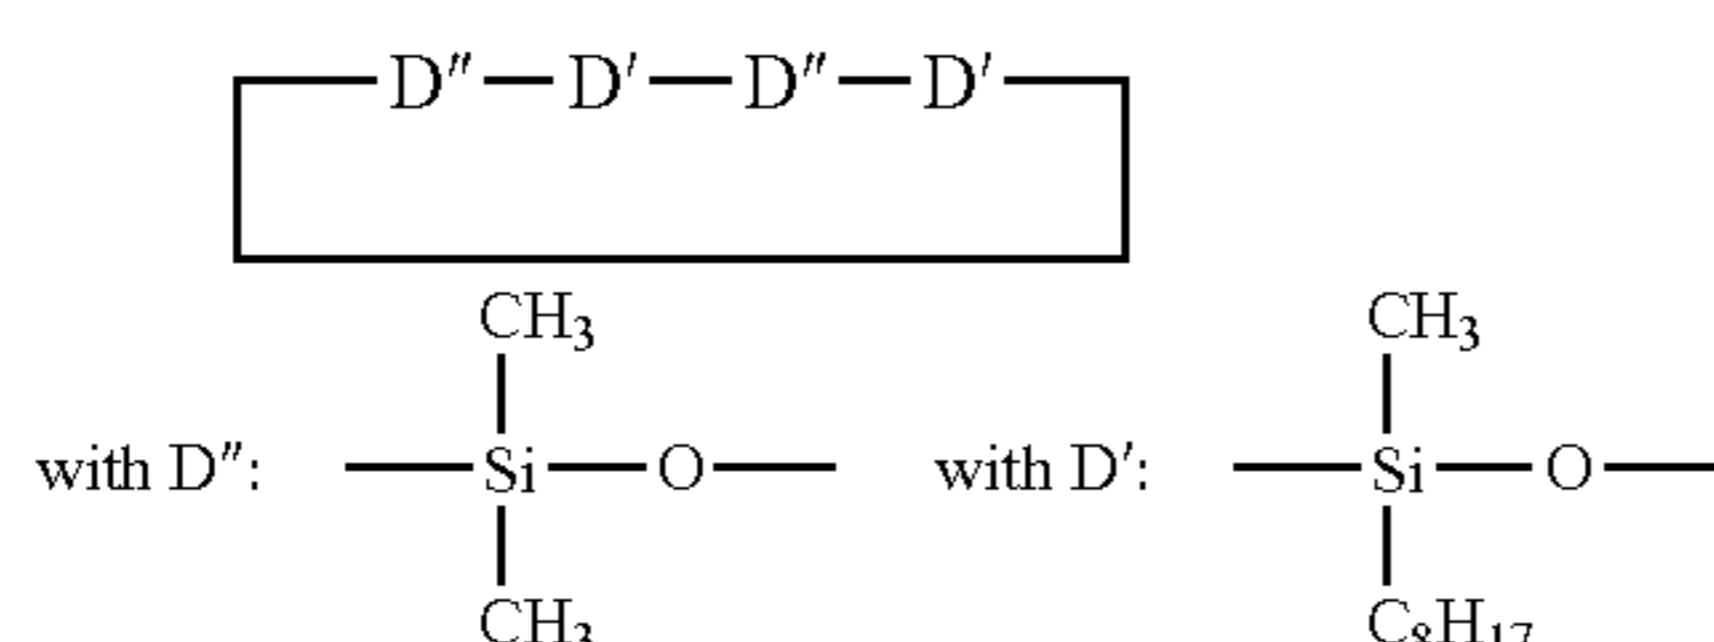 D″—D′—D″—D′
CH₃ CH₃
with D″: —Si—O— with D′: —Si—O—
CH₃ C₈H₁₇